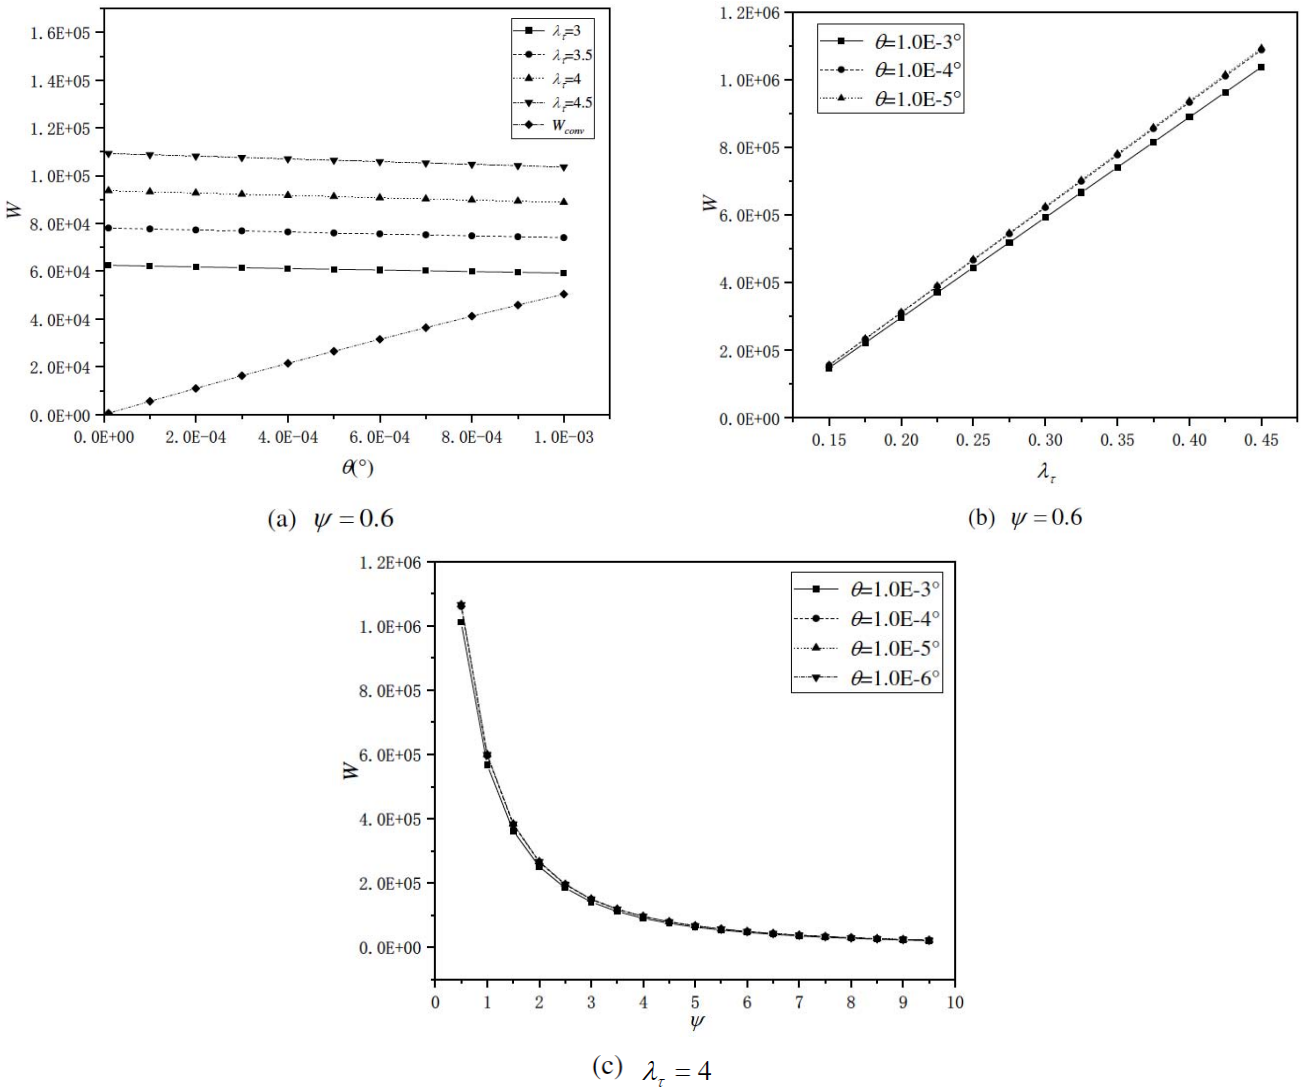 W
1.6E+05
1.4E+05
1.2E+05
1.0E+05
8.0E+04
6.0E+04
4.0E+04
2.0E+04
0.0E+00
λτ=3
λτ=3.5
λτ=4
λτ=4.5
Wconv
0.0E+00 2.0E-04 4.0E-04 6.0E-04 8.0E-04 1.0E-03
θ(°)
(a) ψ = 0.6
W
1.2E+06
1.0E+06
8.0E+05
6.0E+05
4.0E+05
2.0E+05
0.0E+00
θ=1.0E-3°
θ=1.0E-4°
θ=1.0E-5°
0.15 0.20 0.25 0.30 0.35 0.40 0.45
λτ
(b) ψ = 0.6
W
1.2E+06
1.0E+06
8.0E+05
6.0E+05
4.0E+05
2.0E+05
0.0E+00
θ=1.0E-3°
θ=1.0E-4°
θ=1.0E-5°
θ=1.0E-6°
0 1 2 3 4 5 6 7 8 9 10
ψ
(c) λτ = 4